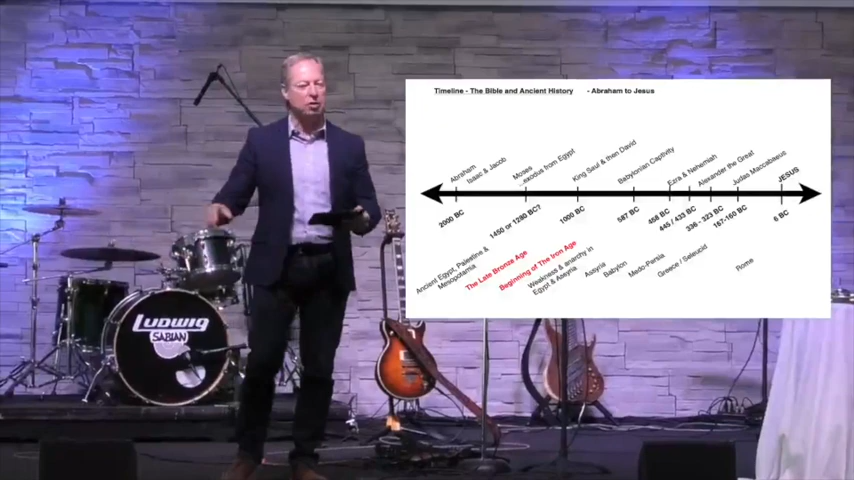 Timeline - The Bible and Ancient History - Abraham to Jesus
Abraham
Isaac & Jacob
Moses
...exodus from Egypt
King Saul & then David
Babylonian Captivity
Ezra & Nehemiah
Alexander the Great
Judas Maccabaeus
JESUS
2000 BC
1450 or 1280 BC?
1000 BC
587 BC
458 BC
445 / 433 BC
336 - 323 BC
167-160 BC
6 BC
Ancient Egypt, Palestine &
Mesopotamia
The Late Bronze Age
Beginning of The Iron Age
Weakness & anarchy in
Egypt & Assyria
Assyria
Babylon
Medo-Persia
Greece / Seleucid
Rome
Ludwig
SABIAN